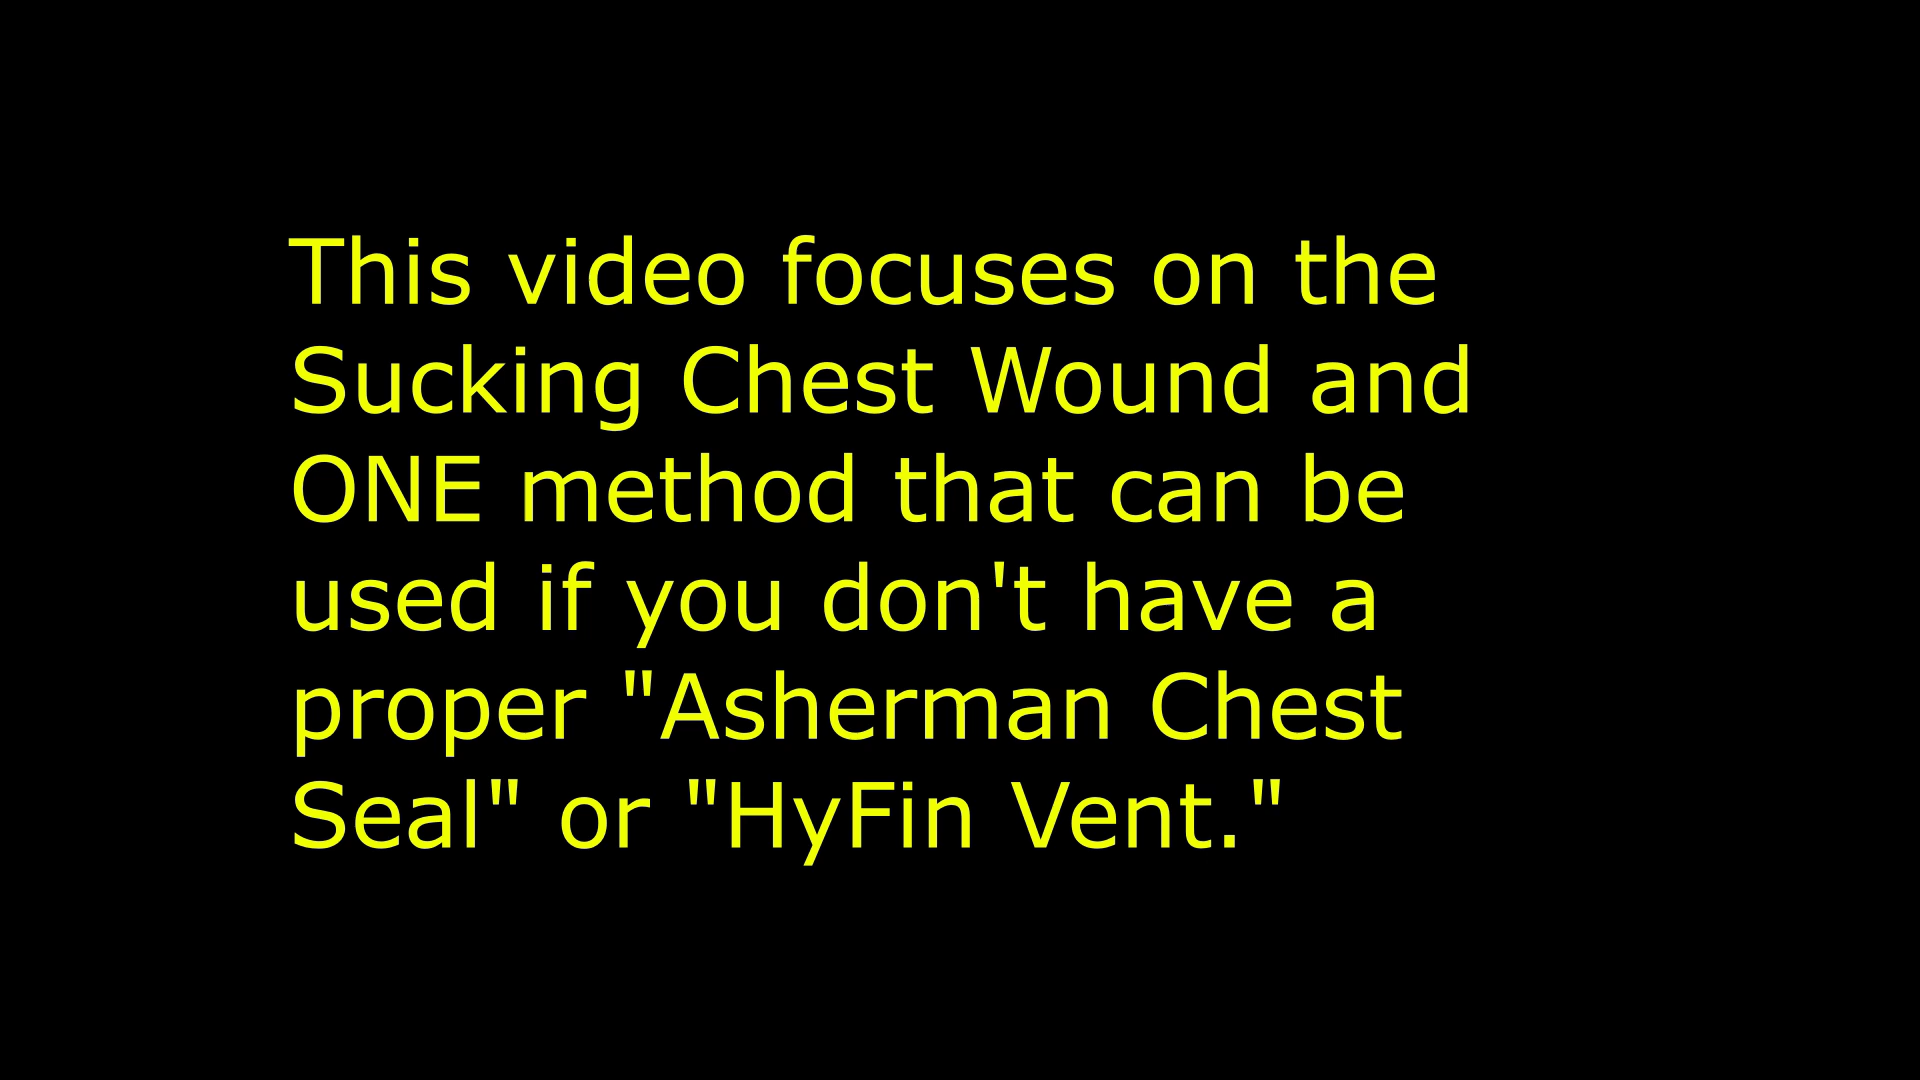 This video focuses on the
Sucking Chest Wound and
ONE method that can be
used if you don't have a
proper "Asherman Chest
Seal" or "HyFin Vent."